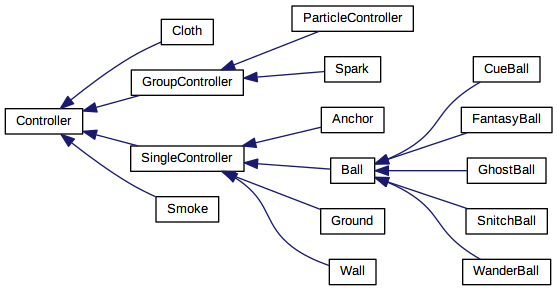 Controller
Cloth
GroupController
SingleController
Smoke
ParticleController
Spark
Anchor
Ball
Ground
Wall
CueBall
FantasyBall
GhostBall
SnitchBall
WanderBall